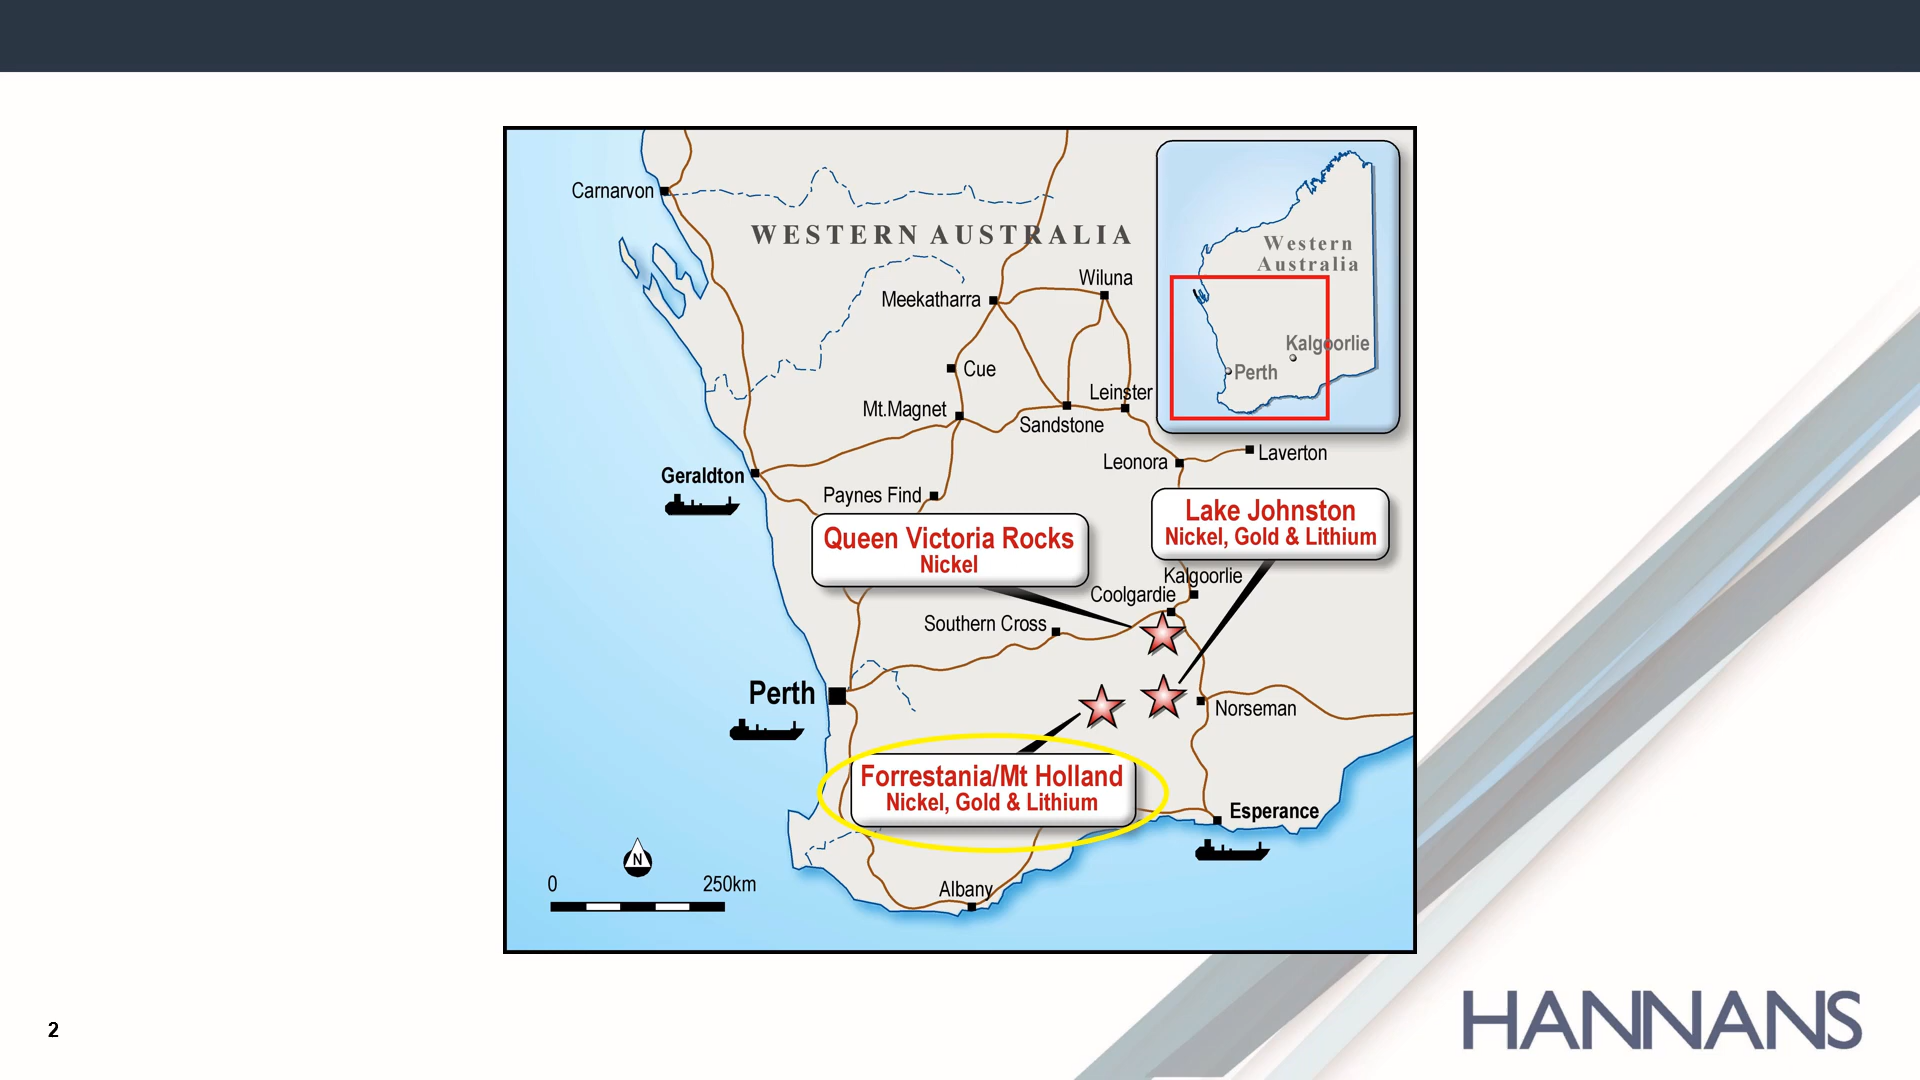 Carnarvon
WESTERN AUSTRALIA
Western
Australia
Wiluna
Meekatharra
Kalgoorlie
Cue
Perth
Leinster
Mt.Magnet
Sandstone
Laverton
Leonora
Geraldton
Paynes Find
Lake Johnston
Nickel, Gold & Lithium
Queen Victoria Rocks
Nickel
Kalgoorlie
Coolgardie
Southern Cross
Perth
Norseman
Forrestania/Mt Holland
Nickel, Gold & Lithium
Esperance
N
0 250km
Albany
HANNANS
2